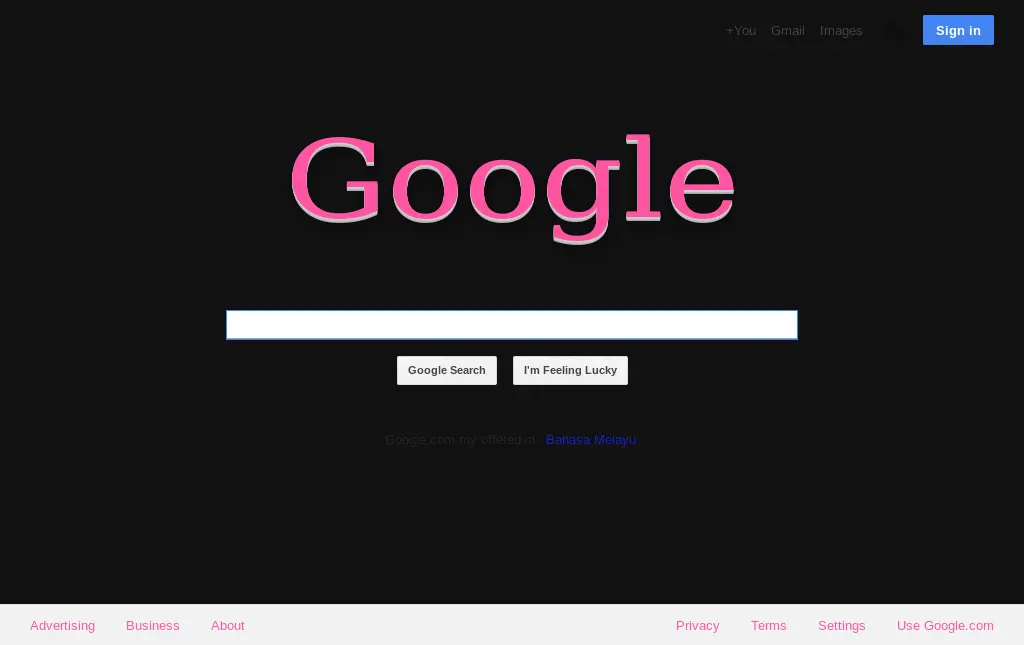 +You Gmail Images Sign in
Google
Google Search I'm Feeling Lucky
Google.com.my offered in: Bahasa Melayu
Advertising Business About Privacy Terms Settings Use Google.com